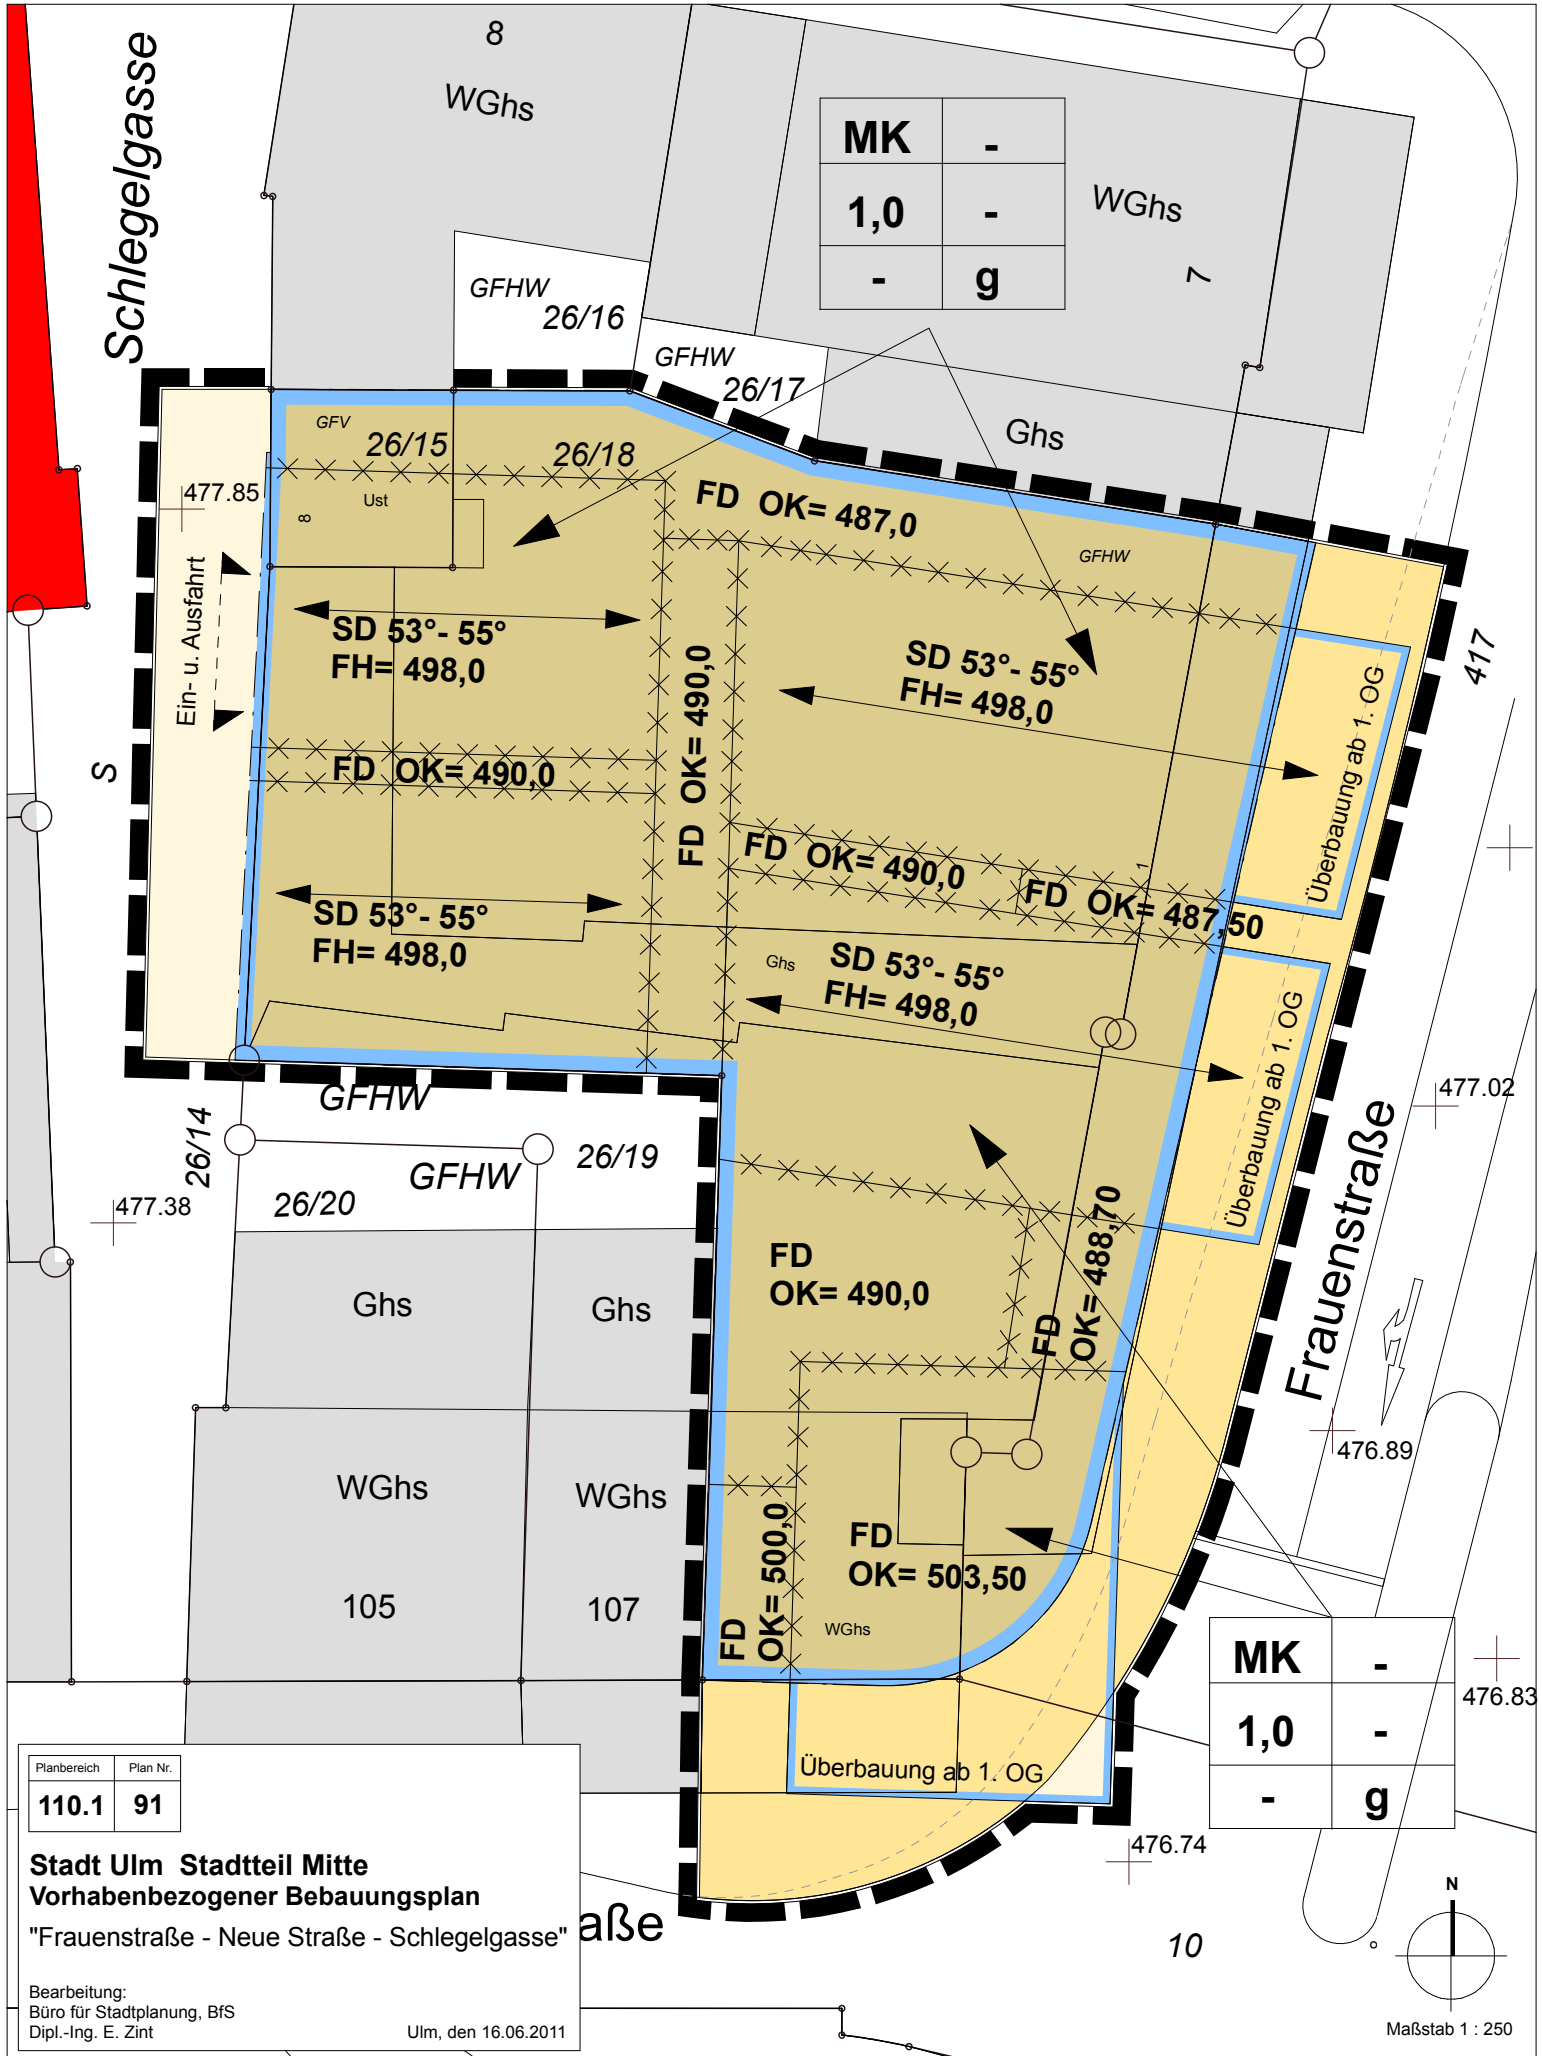 Schlegelgasse
8
WGhs
MK -
1,0 -
- g
WGhs
7
GFHW
26/16
GFHW
26/17
Ghs
GFV
26/15
26/18
477.85
Ust
8
FD OK= 487,0
GFHW
Ein- u. Ausfahrt
SD 53°- 55°
FH= 498,0
FD OK= 490,0
SD 53°- 55°
FH= 498,0
417
Überbauung ab 1. OG
S
FD OK= 490,0
FD OK= 490,0
1
FD OK= 487,50
SD 53°- 55°
FH= 498,0
Ghs
SD 53°- 55°
FH= 498,0
Überbauung ab 1. OG
477.02
Frauenstraße
GFHW
26/14
26/19
GFHW
26/20
477.38
Ghs
Ghs
FD
OK= 490,0
FD
OK= 488,70
476.89
WGhs
WGhs
105
107
FD
OK= 500,0
FD
OK= 503,50
WGhs
MK -
1,0 -
- g
476.83
Überbauung ab 1. OG
476.74
Planbereich Plan Nr.
110.1 91
Stadt Ulm Stadtteil Mitte
Vorhabenbezogener Bebauungsplan
"Frauenstraße - Neue Straße - Schlegelgasse"
aße
10
N
Bearbeitung:
Büro für Stadtplanung, BfS
Dipl.-Ing. E. Zint Ulm, den 16.06.2011
Maßstab 1 : 250